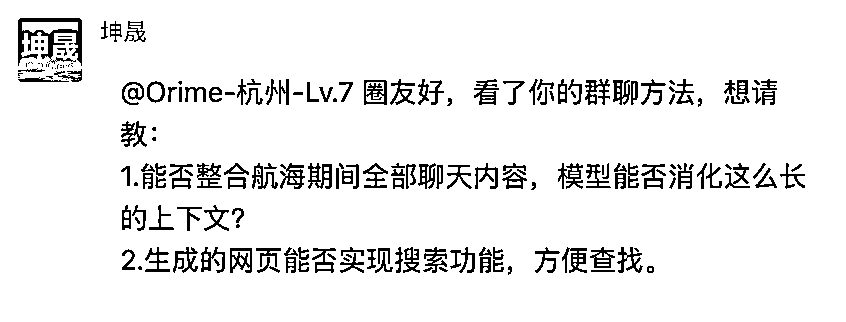 坤晟
坤晟
@Orime-杭州-Lv.7 圈友好，看了你的群聊方法，想请
教：
1.能否整合航海期间全部聊天内容，模型能否消化这么长
的上下文？
2.生成的网页能否实现搜索功能，方便查找。